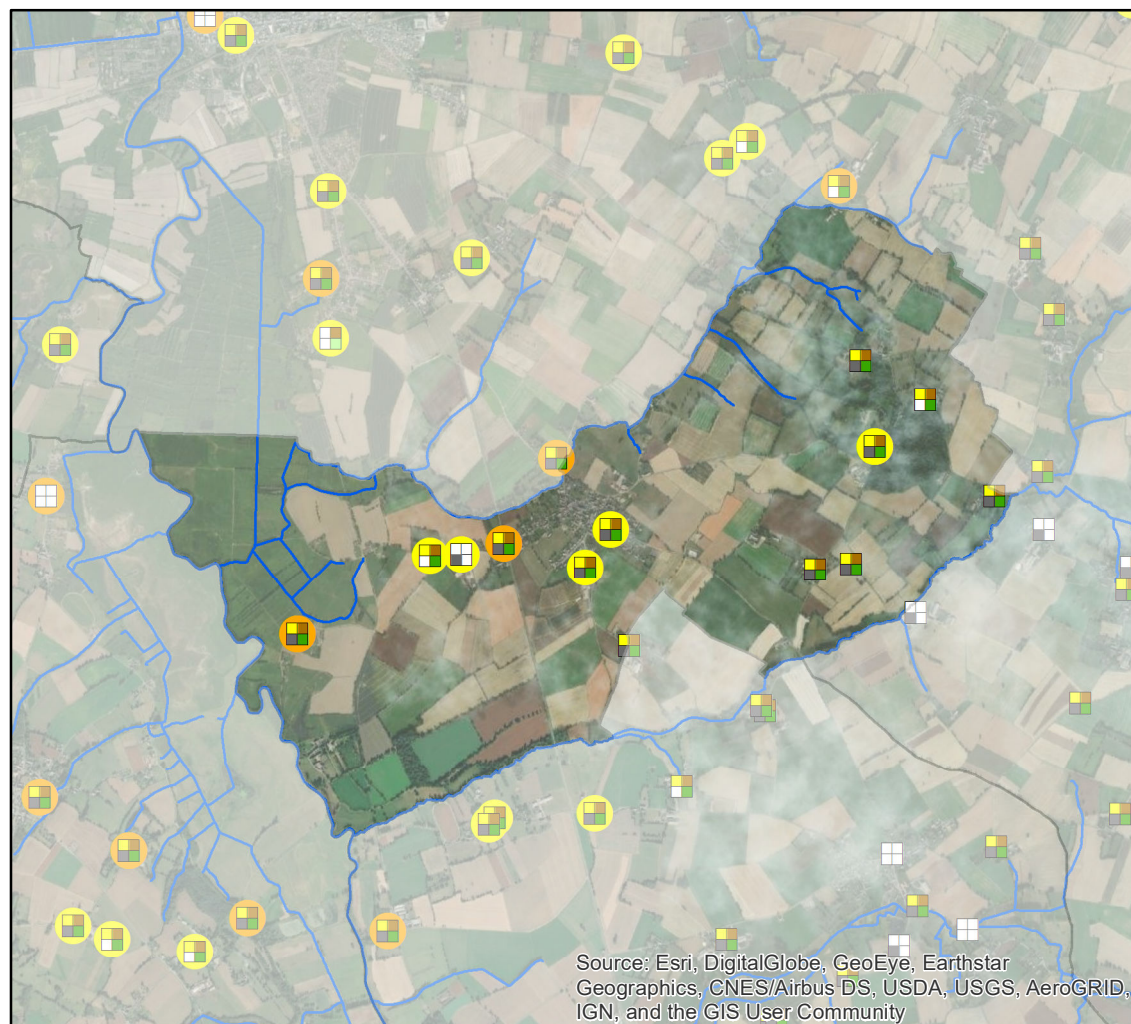 Source: Esri, DigitalGlobe, GeoEye, Earthstar
Geographics, CNES/Airbus DS, USDA, USGS, AeroGRID,
IGN, and the GIS User Community